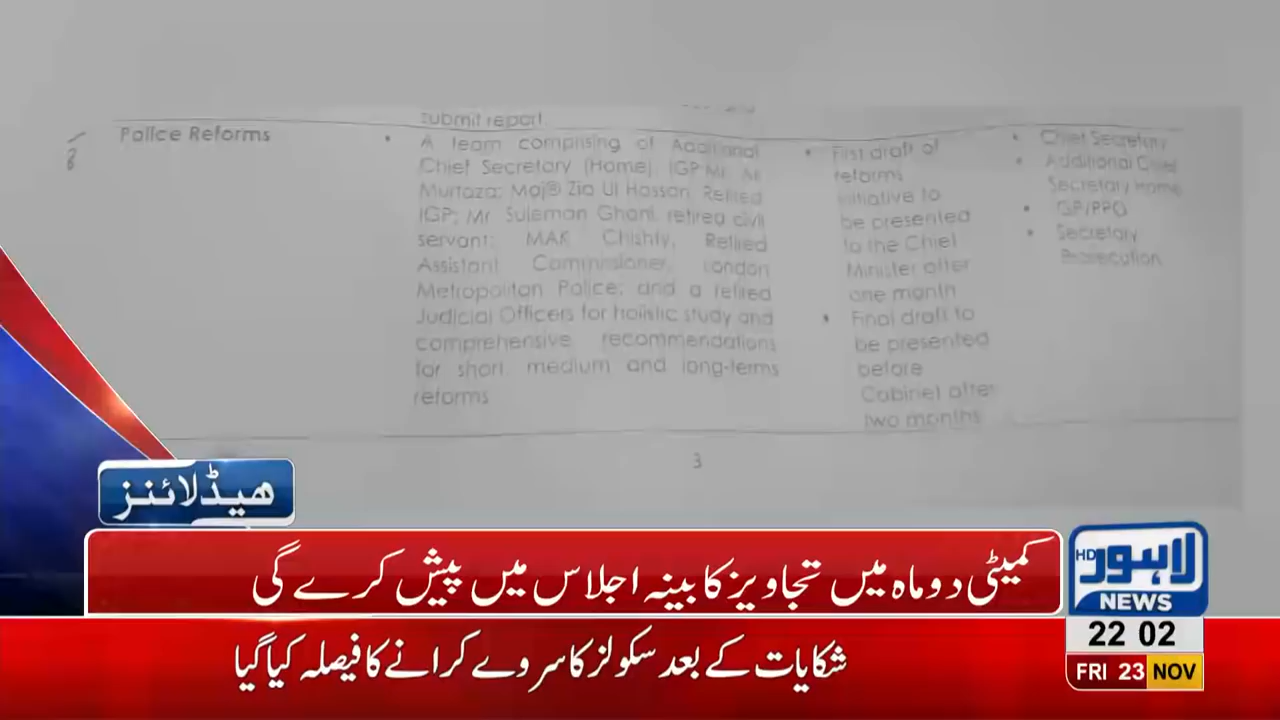 submit report
8
Police Reforms
• A team comprising of Additional
Chief Secretary (Home) IGP Mr.
Murtaza; Maj® Zia Ul Hassan, Retired
IGP; Mr. Suleman Ghani, retired civil
servant; MAK Chishty, Retired
Assistant Commissioner, London
Metropolitan Police; and a retired
Judicial Officers for holistic study and
comprehensive recommendations
for short medium and long-terms
reforms
• First draft of
reforms
initiative to
be presented
to the Chief
Minister after
one month
• Final draft to
be presented
before
Cabinet after
two months
• Chief Secretary
• Additional Chief
Secretary Home
• IGP/PPO
• Secretary
Prosecution
3
ھیڈلائنز
کمیٹی دو ماہ میں تجاویز کابینہ اجلاس میں پیش کرے گی
شکایات کے بعد سکولز کا سروے کرانے کا فیصلہ کیا گیا
لاہور HD
NEWS
22 02
FRI 23 NOV